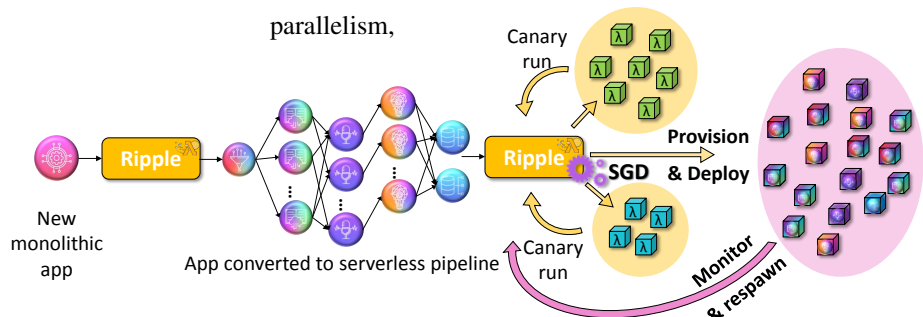 parallelism,
Canary
run
λ
λ
λ
λ
λ
λ
λ
Ripple
Ripple
SGD
Provision
& Deploy
New
monolithic
app
App converted to serverless pipeline
Canary
run
λ
λ
λ
λ
Monitor
& respawn